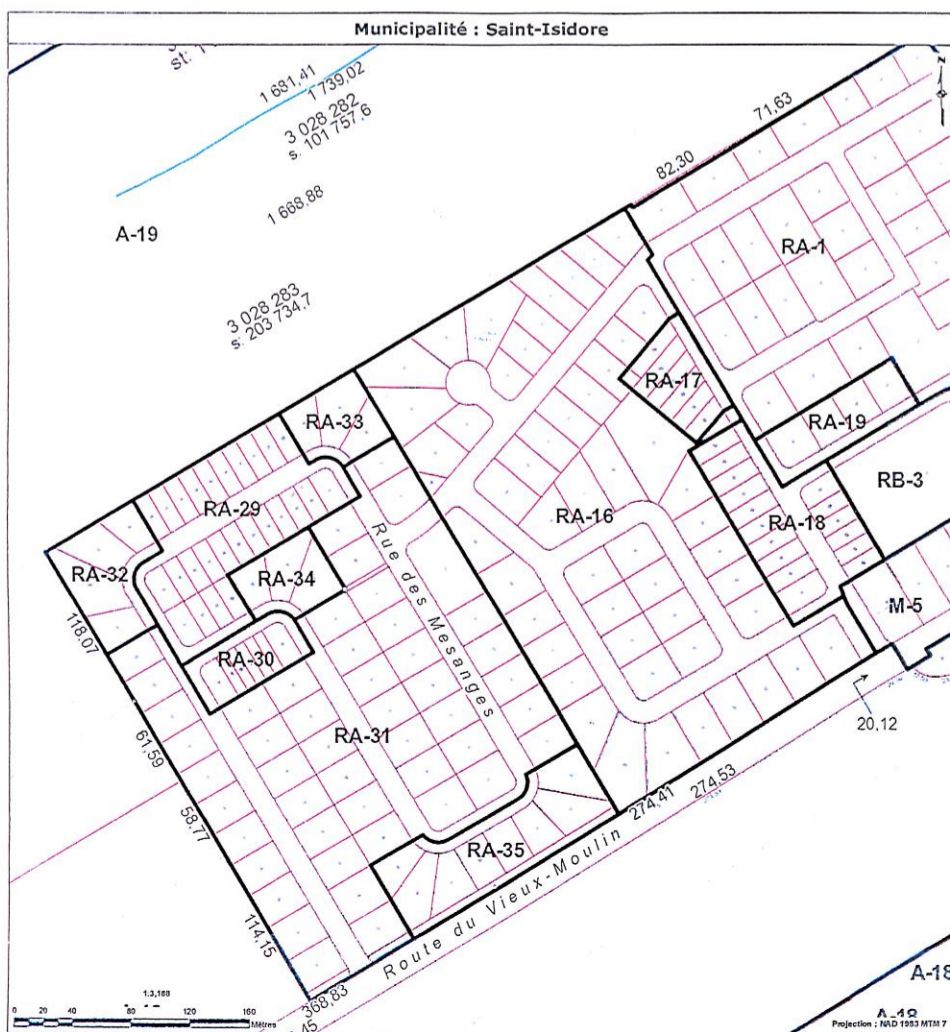 Municipalité : Saint-Isidore
1 681,41
1 739,02
3 028 282
s: 101 757,6
1 668,88
A-19
3 028 283
s: 203 734,7
71,63
82,30
RA-1
RA-17
RA-33
RA-19
RA-29
RA-16
RB-3
RA-18
RA-32
RA-34
Rue des Mesanges
118,07
M-5
RA-30
61,59
RA-31
20,12
58,77
274,41
274,53
RA-35
Route du Vieux-Moulin
114,15
368,83
A-18
A-18
0 20 40 80 120 160
Mètres
Projection : NAD 1983 MTM 7